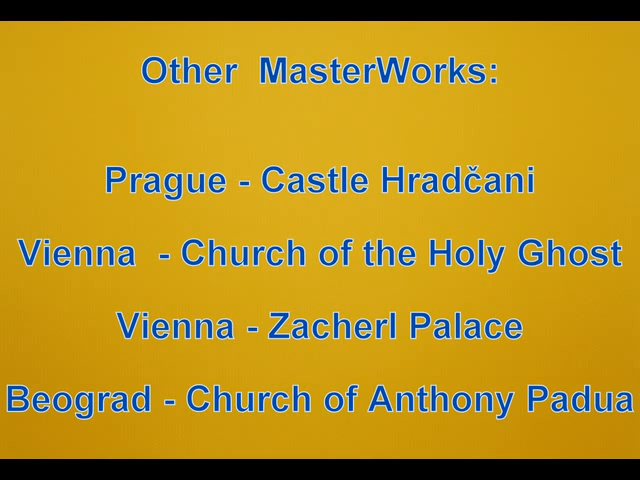 Other  MasterWorks:
Prague - Castle Hradčani
Vienna  - Church of the Holy Ghost
Vienna - Zacherl Palace
Beograd - Church of Anthony Padua